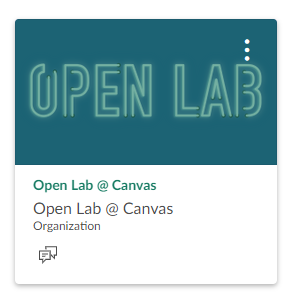 OPEN LAB
Open Lab @ Canvas
Open Lab @ Canvas
Organization